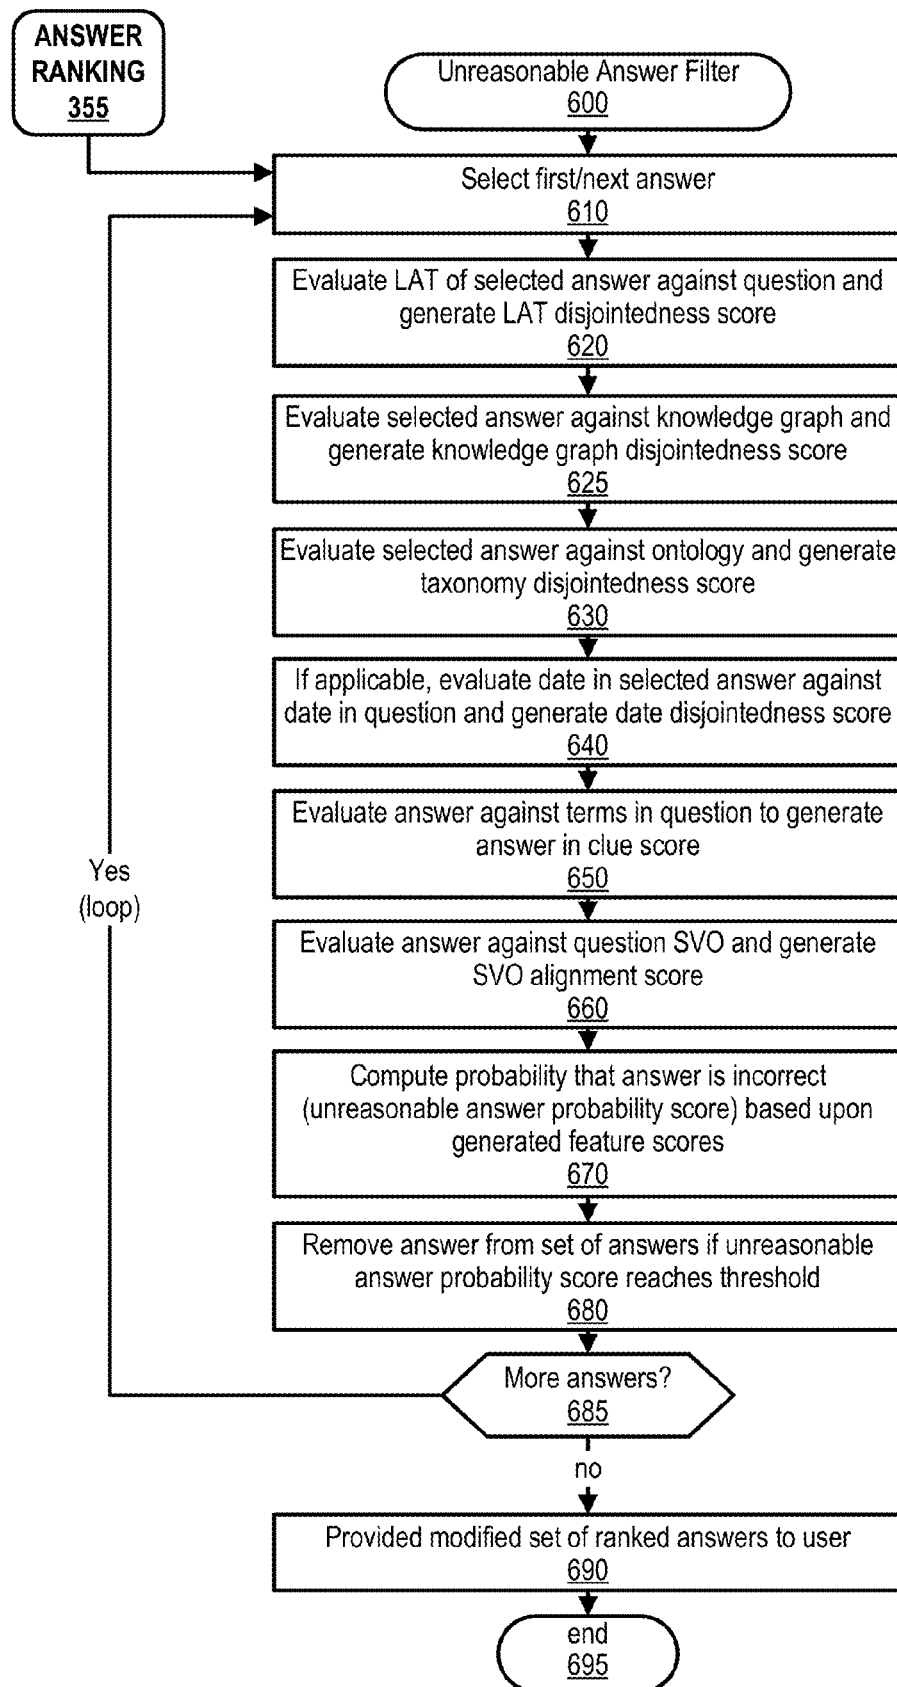 ANSWER
RANKING
355
Unreasonable Answer Filter
600
Select first/next answer
610
Evaluate LAT of selected answer against question and
generate LAT disjointedness score
620
Evaluate selected answer against knowledge graph and
generate knowledge graph disjointedness score
625
Evaluate selected answer against ontology and generate
taxonomy disjointedness score
630
If applicable, evaluate date in selected answer against
date in question and generate date disjointedness score
640
Evaluate answer against terms in question to generate
answer in clue score
650
Yes
(loop)
Evaluate answer against question SVO and generate
SVO alignment score
660
Compute probability that answer is incorrect
(unreasonable answer probability score) based upon
generated feature scores
670
Remove answer from set of answers if unreasonable
answer probability score reaches threshold
680
More answers?
685
no
Provided modified set of ranked answers to user
690
end
695